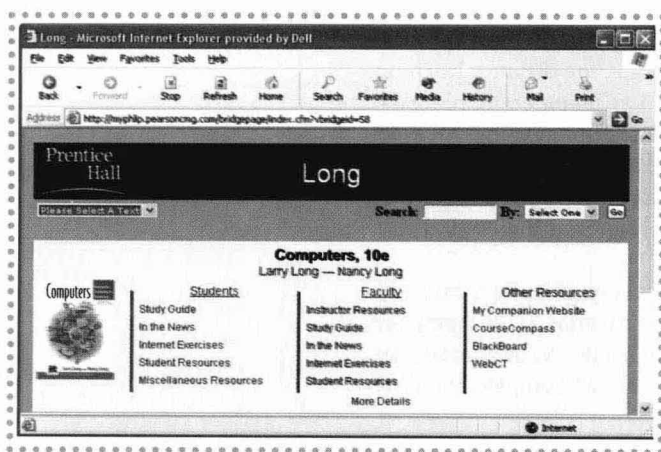 Long - Microsoft Internet Explorer provided by Dell
File Edit View Favorites Tools Help
Back Forward Stop Refresh Home Search Favorites Media History Mail Print
Address http://myphlip.pearsoncmg.com/bridgepage/index.cfm?vbridgeid=58 Go
Prentice
Hall
Long
Please Select A Text Search: By: Select One Go
Computers, 10e
Larry Long — Nancy Long
Computers
Students
Study Guide
In the News
Internet Exercises
Student Resources
Miscellaneous Resources
Faculty
Instructor Resources
Study Guide
In the News
Internet Exercises
Student Resources
More Details
Other Resources
My Companion Website
CourseCompass
BlackBoard
WebCT
Internet